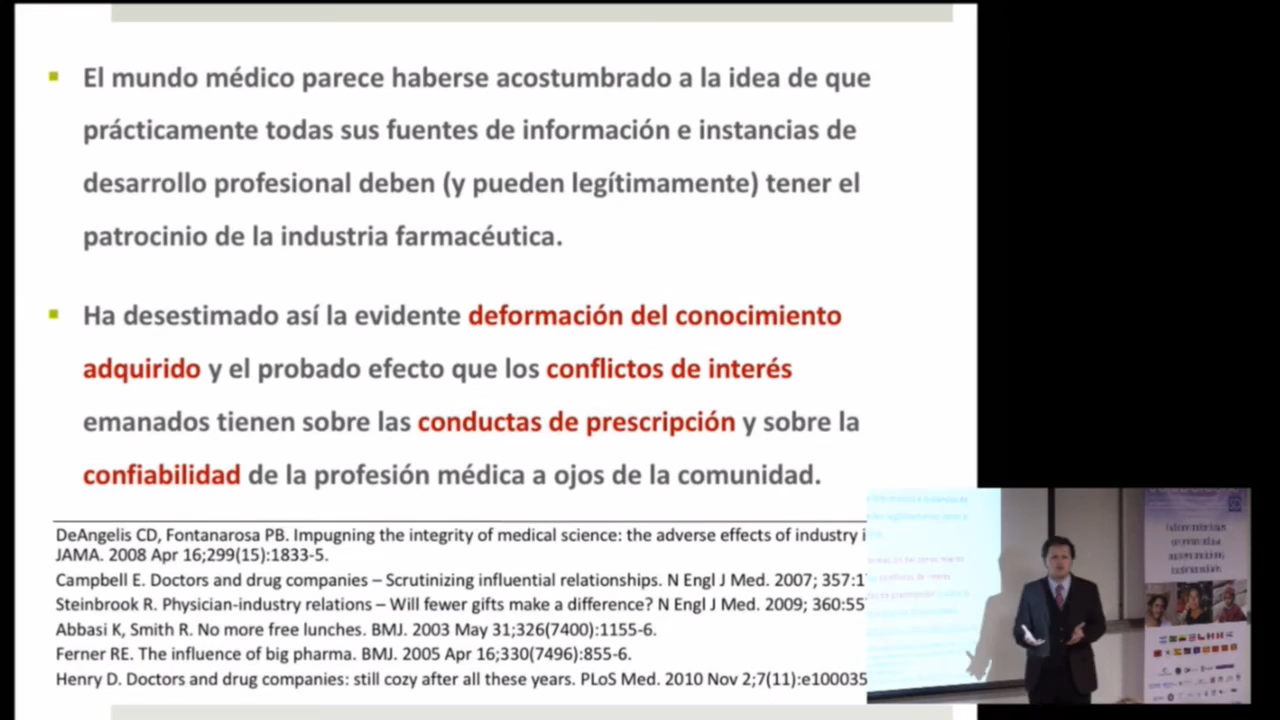 El mundo médico parece haberse acostumbrado a la idea de que
prácticamente todas sus fuentes de información e instancias de
desarrollo profesional deben (y pueden legítimamente) tener el
patrocinio de la industria farmacéutica.
Ha desestimado así la evidente deformación del conocimiento
adquirido y el probado efecto que los conflictos de interés
emanados tienen sobre las conductas de prescripción y sobre la
confiabilidad de la profesión médica a ojos de la comunidad.
DeAngelis CD, Fontanarosa PB. Impugning the integrity of medical science: the adverse effects of industry
JAMA. 2008 Apr 16;299(15):1833-5.
Campbell E. Doctors and drug companies – Scrutinizing influential relationships. N Engl J Med. 2007; 357:1
Steinbrook R. Physician-industry relations – Will fewer gifts make a difference? N Engl J Med. 2009; 360:55
Abbasi K, Smith R. No more free lunches. BMJ. 2003 May 31;326(7400):1155-6.
Ferner RE. The influence of big pharma. BMJ. 2005 Apr 16;330(7496):855-6.
Henry D. Doctors and drug companies: still cozy after all these years. PLoS Med. 2010 Nov 2;7(11):e100035